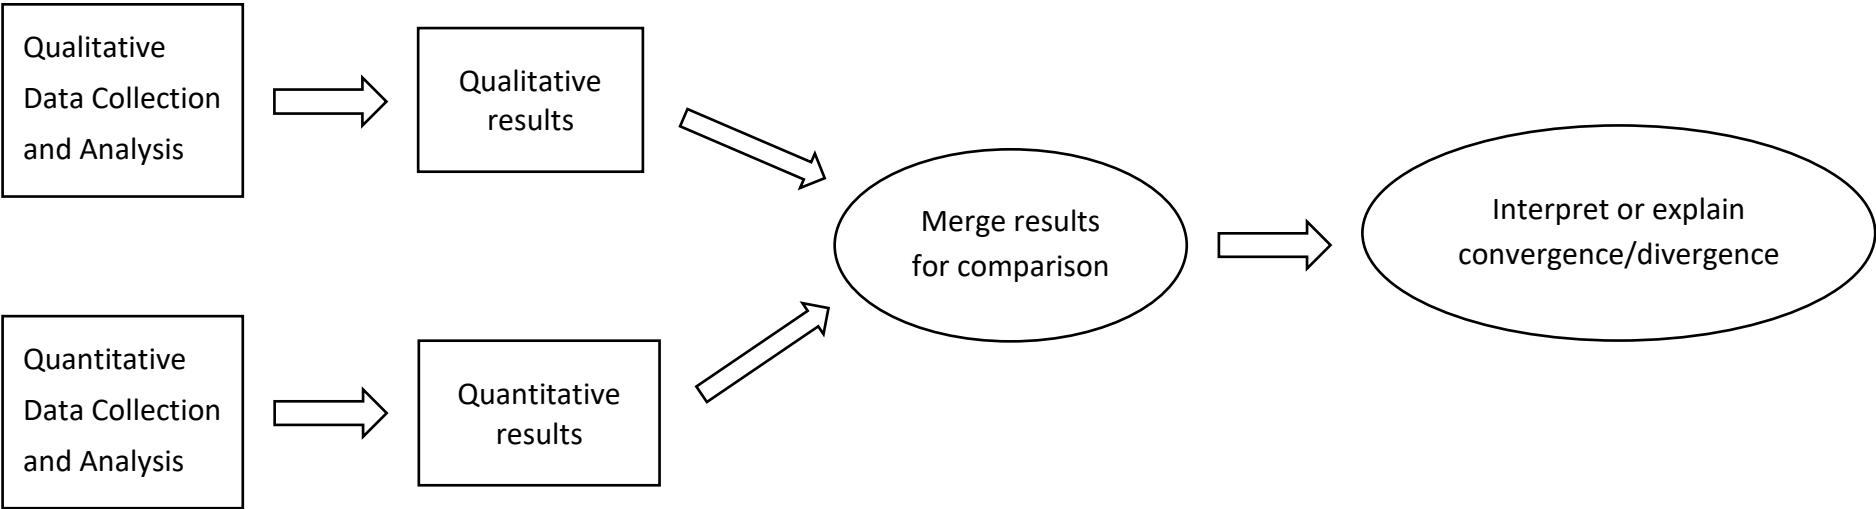 Qualitative
Data Collection
and Analysis
Qualitative
results
Quantitative
Data Collection
and Analysis
Quantitative
results
Merge results
for comparison
Interpret or explain
convergence/divergence